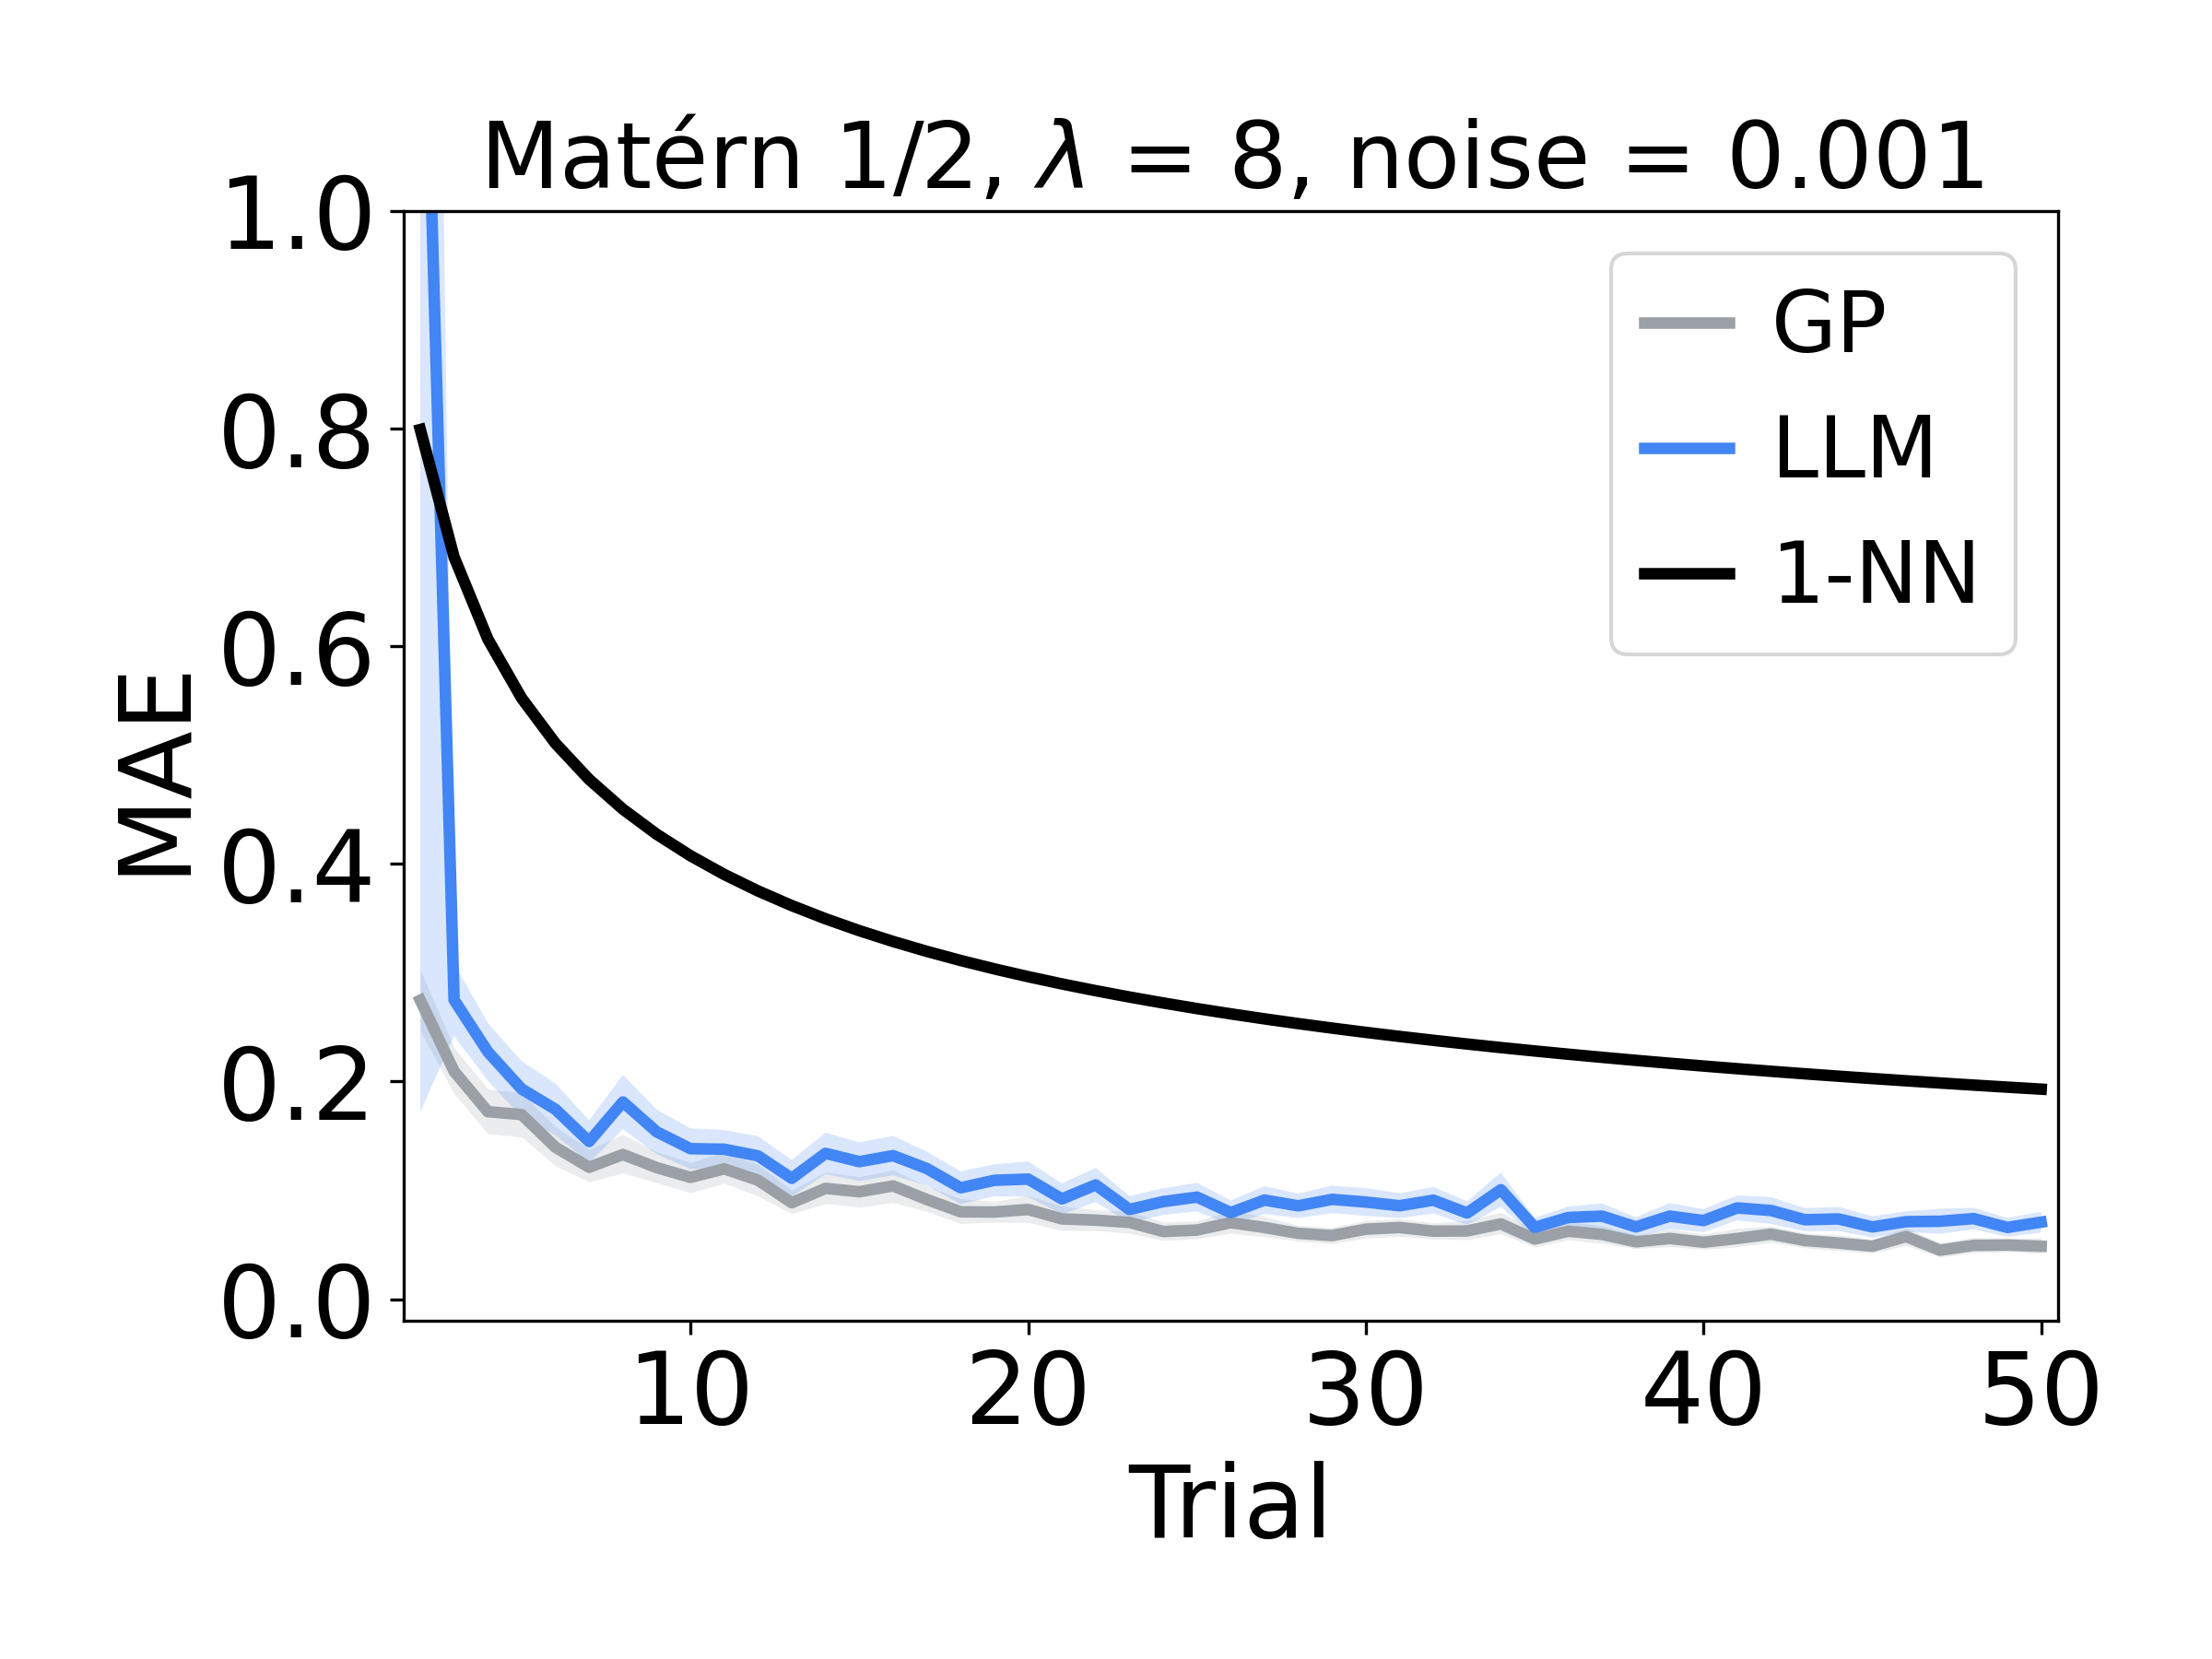 Matérn 1/2, λ = 8, noise = 0.001
1.0
0.8
0.6
0.4
0.2
0.0
MAE
GP
LLM
1-NN
10 20 30 40 50
Trial